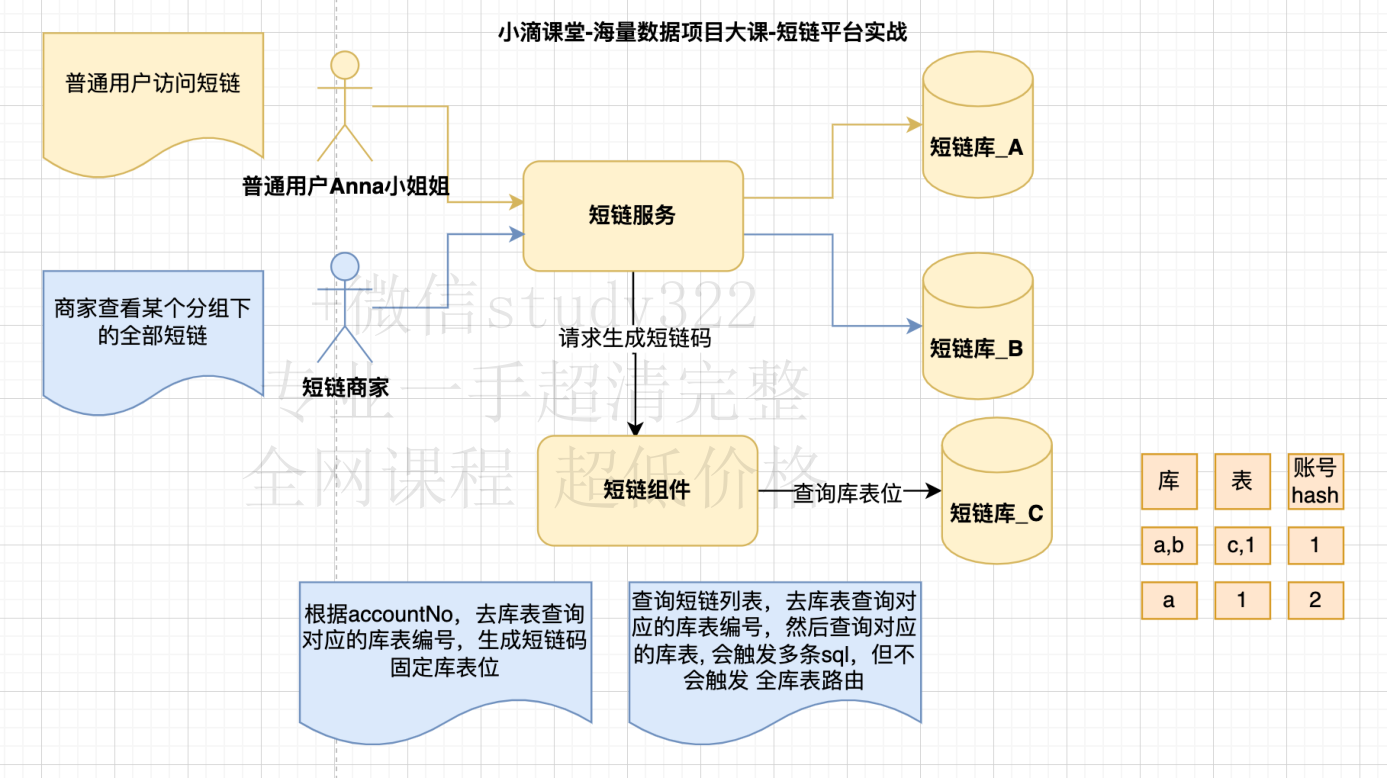 小滴课堂-海量数据项目大课-短链平台实战
普通用户访问短链
普通用户Anna小姐姐
短链库_A
短链服务
商家查看某个分组下
的全部短链
短链商家
短链库_B
+微信study322
请求生成短链码
专业一手超清完整
全网课程 超低价格
短链组件
查询库表位
短链库_C
库 表 账号
hash
a,b c,1 1
a 1 2
根据accountNo，去库表查询
对应的库表编号，生成短链码
固定库表位
查询短链列表，去库表查询对
应的库表编号，然后查询对应
的库表, 会触发多条sql，但不
会触发 全库表路由